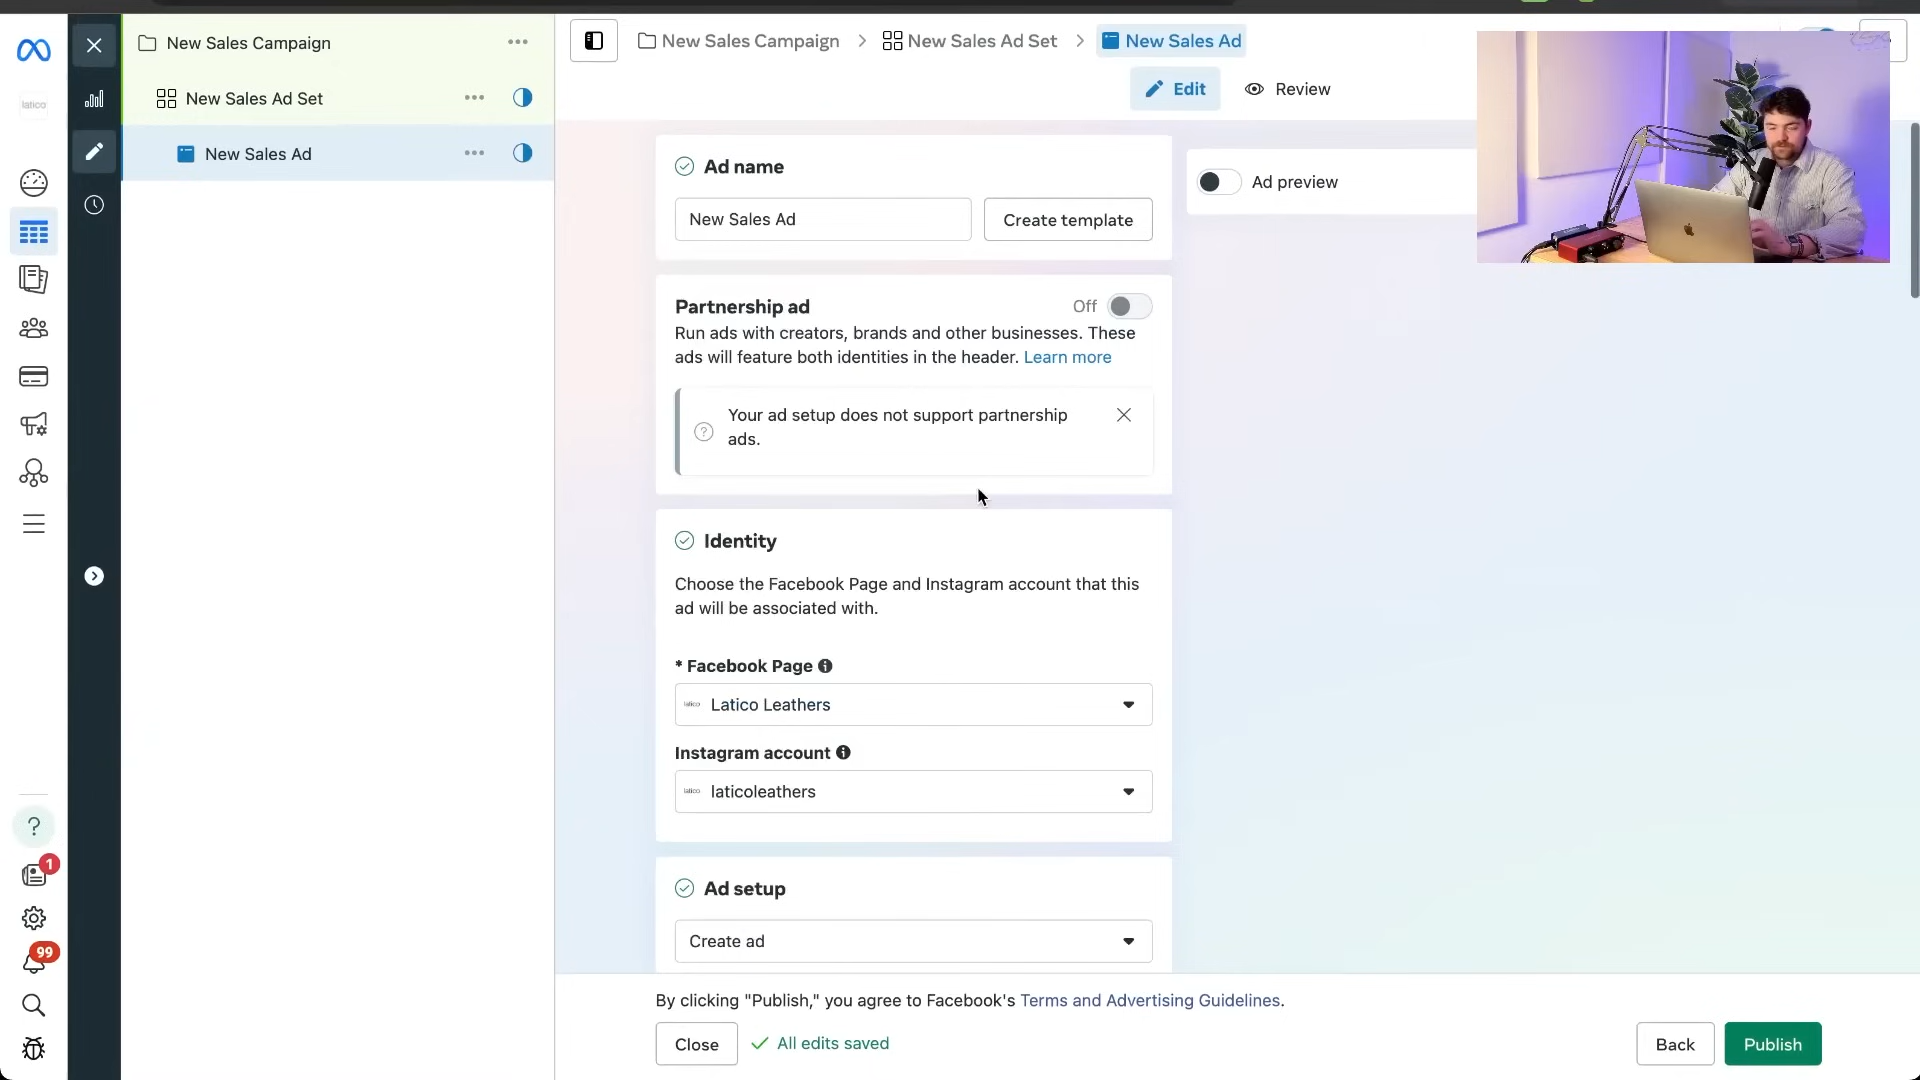 New Sales Campaign
New Sales Ad Set
New Sales Ad
latico
1
99
New Sales Campaign
New Sales Ad Set
New Sales Ad
Edit
Review
Ad name
New Sales Ad
Create template
Ad preview
Partnership ad
Off
Run ads with creators, brands and other businesses. These
ads will feature both identities in the header. Learn more
Your ad setup does not support partnership
ads.
Identity
Choose the Facebook Page and Instagram account that this
ad will be associated with.
* Facebook Page
latico Latico Leathers
Instagram account
latico laticoleathers
Ad setup
Create ad
By clicking "Publish," you agree to Facebook's Terms and Advertising Guidelines.
Close
All edits saved
Back
Publish